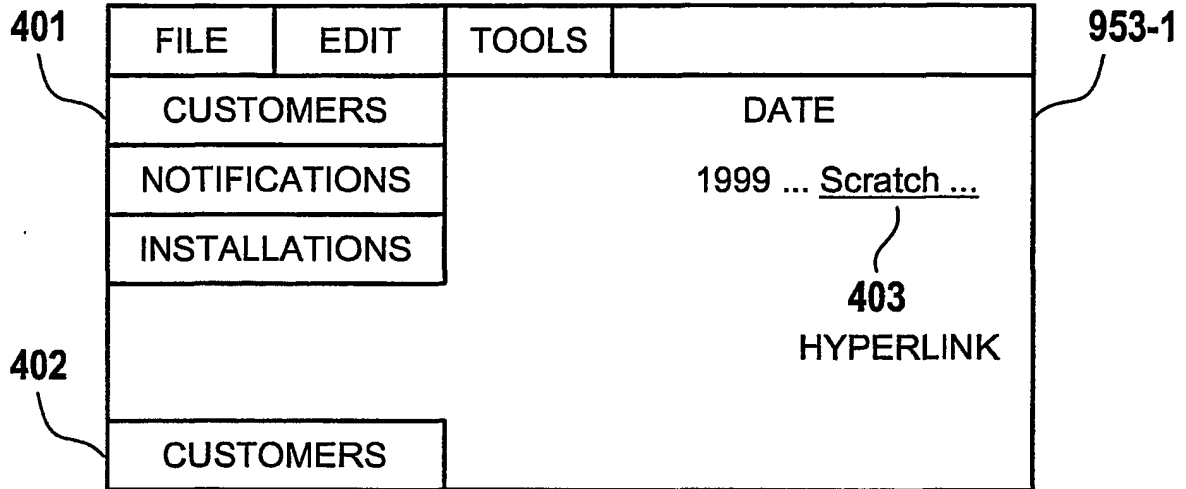 401 FILE EDIT TOOLS 953-1
CUSTOMERS DATE
NOTIFICATIONS 1999 ... Scratch ...
INSTALLATIONS
403
HYPERLINK
402
CUSTOMERS